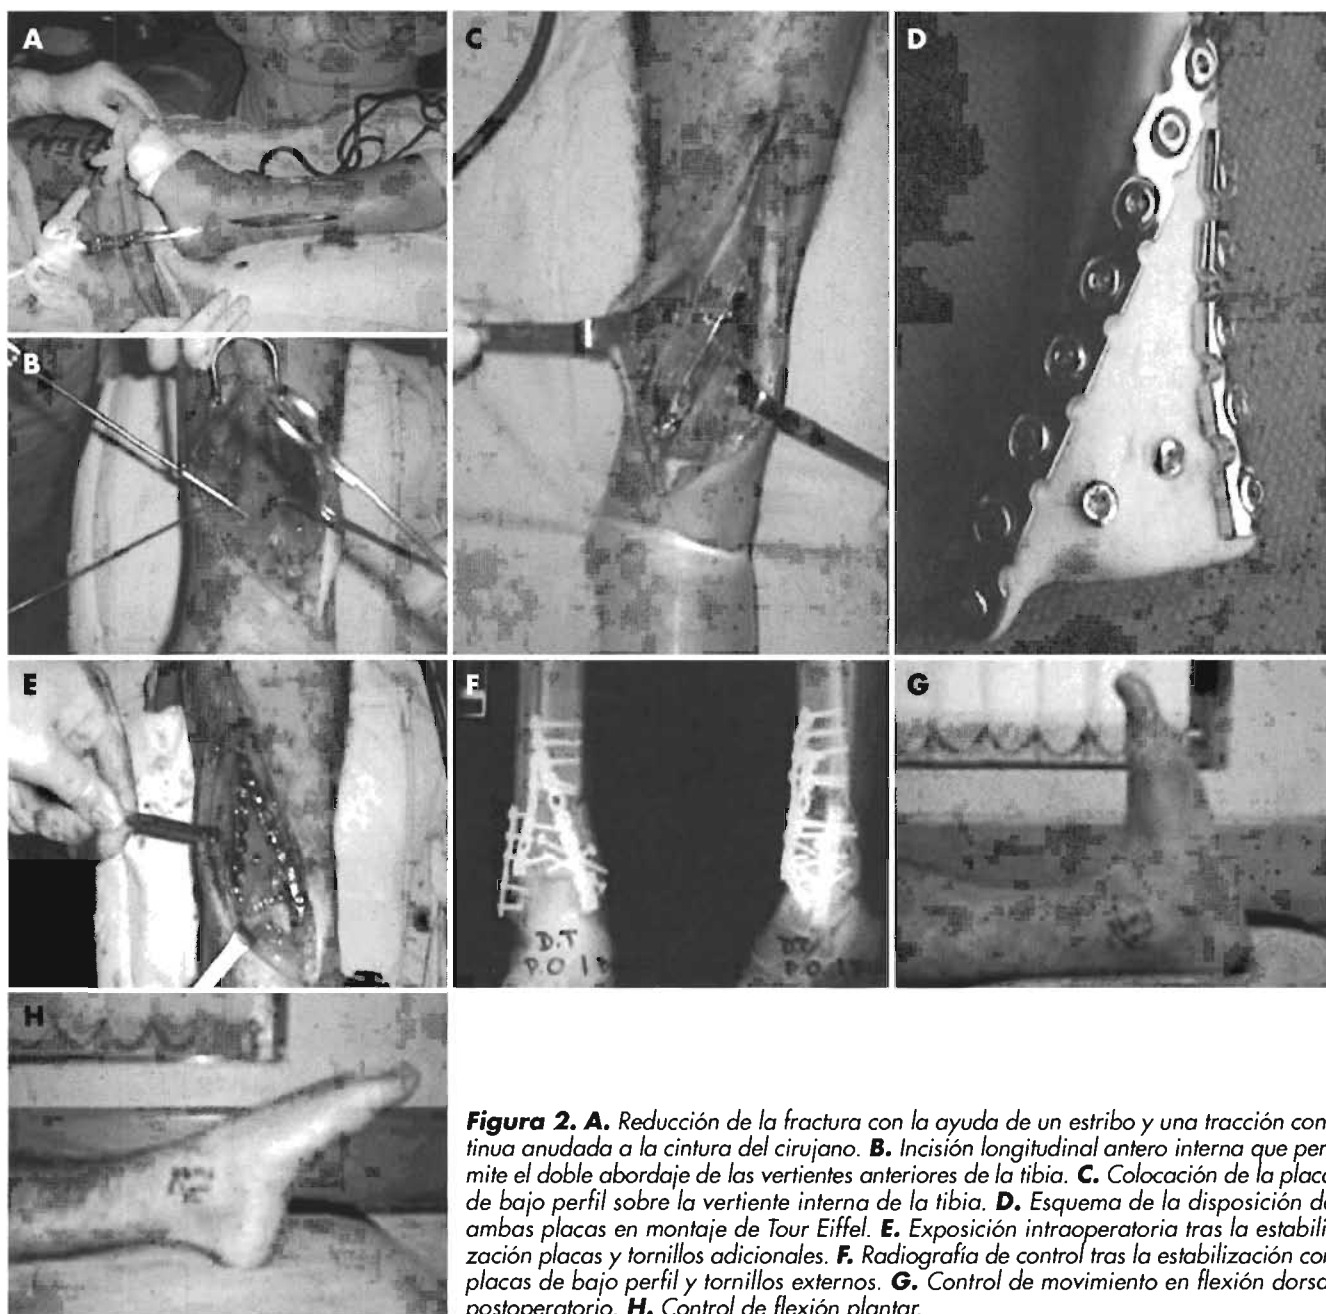 A
C
D
B
E
F
G
D.T
P.O 1
H
Figura 2. A. Reducción de la fractura con la ayuda de un estribo y una tracción con
tinua anudada a la cintura del cirujano. B. Incisión longitudinal antero interna que per
mite el doble abordaje de las vertientes anteriores de la tibia. C. Colocación de la placa
de bajo perfil sobre la vertiente interna de la tibia. D. Esquema de la disposición de
ambas placas en montaje de Tour Eiffel. E. Exposición intraoperatoria tras la estabili
zación placas y tornillos adicionales. F. Radiografía de control tras la estabilización con
placas de bajo perfil y tornillos externos. G. Control de movimiento en flexión dorsa
postoperatorio. H. Control de flexión plantar.